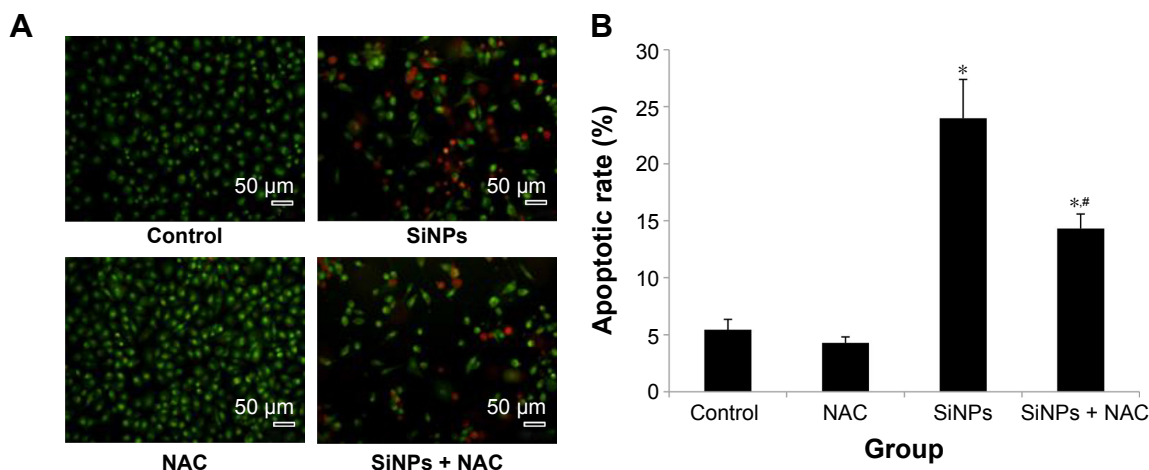 A
50 µm
Control
50 µm
SiNPs
50 µm
NAC
50 µm
SiNPs + NAC
B
Apoptotic rate (%)
30
25
20
15
10
5
0
*
*,#
Control
NAC
SiNPs
SiNPs + NAC
Group